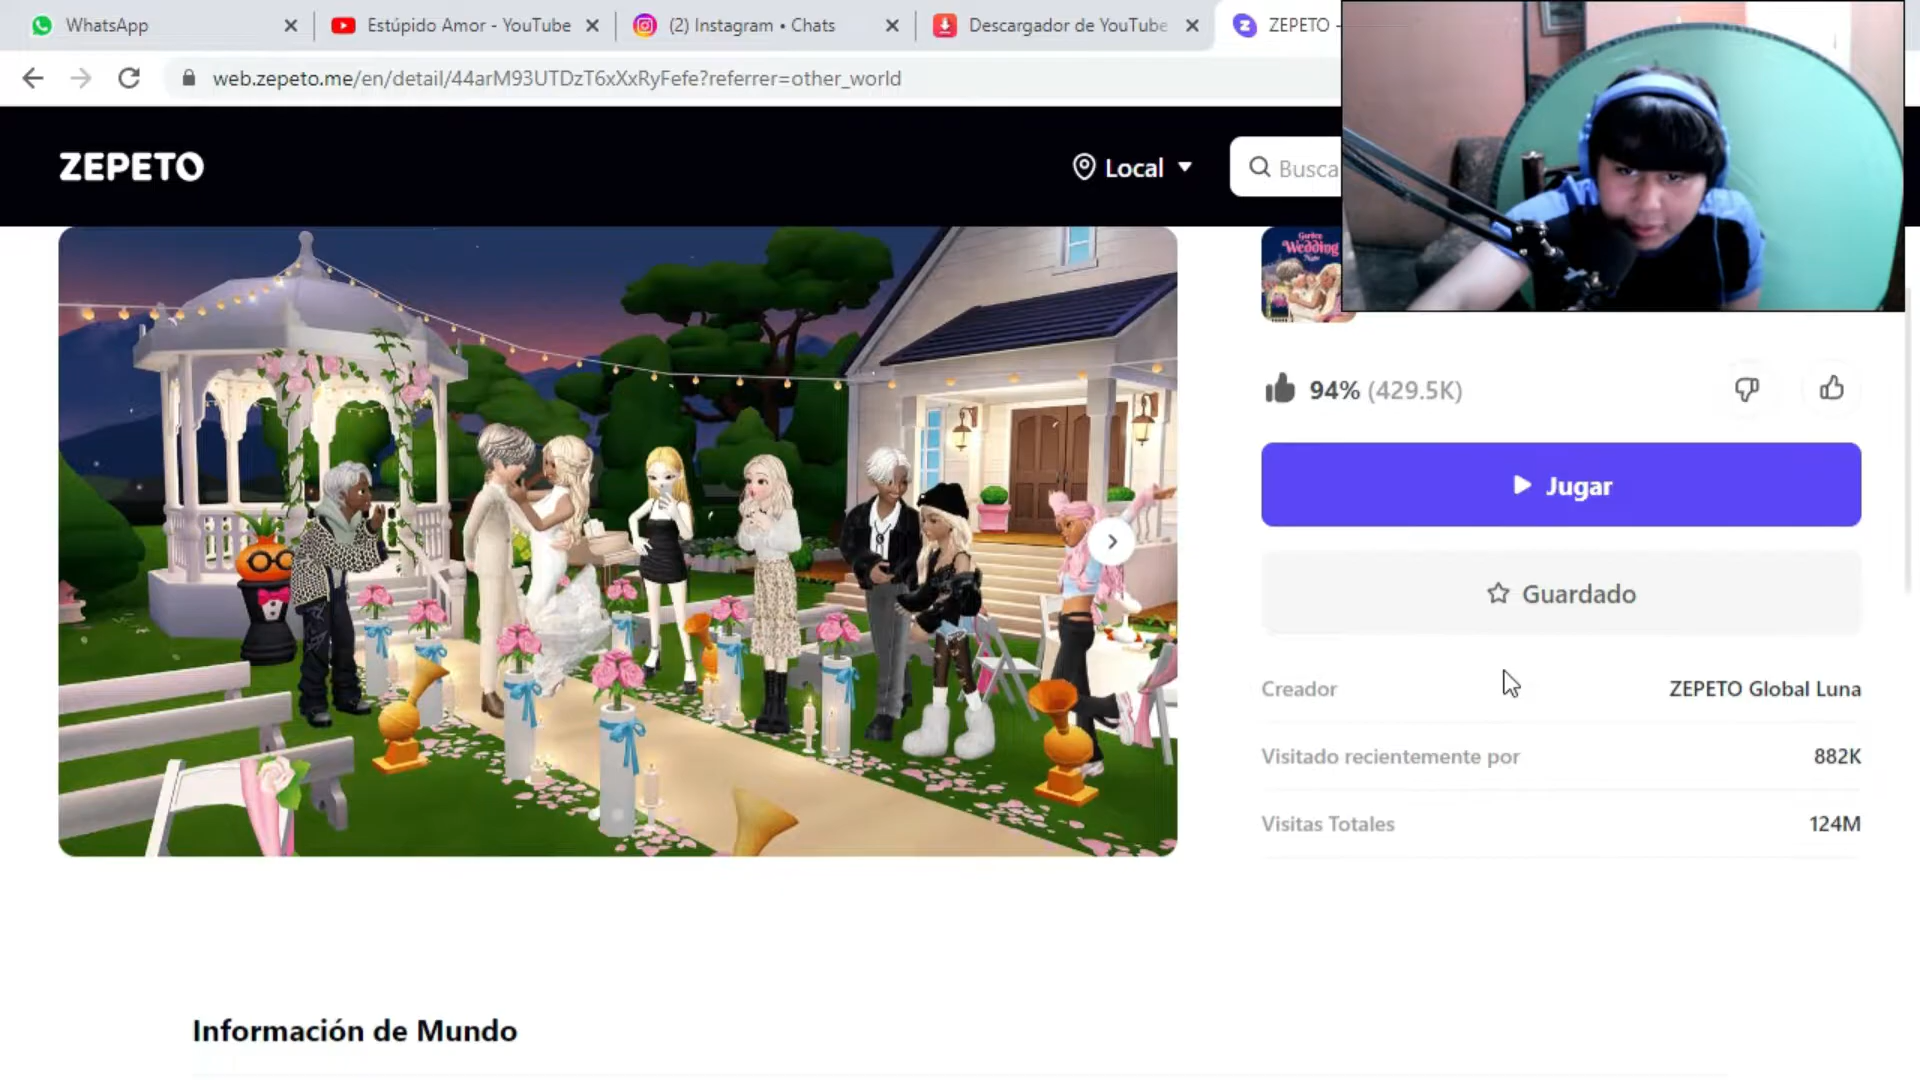 WhatsApp
Estúpido Amor - YouTube
(2) Instagram • Chats
Descargador de YouTube
ZEPETO -
web.zepeto.me/en/detail/44arM93UTDzT6xXxRyFefe?referrer=other_world
ZEPETO
Local
Busca
Garden
Wedding
94% (429.5K)
Jugar
Guardado
Creador ZEPETO Global Luna
Visitado recientemente por 882K
Visitas Totales 124M
Información de Mundo